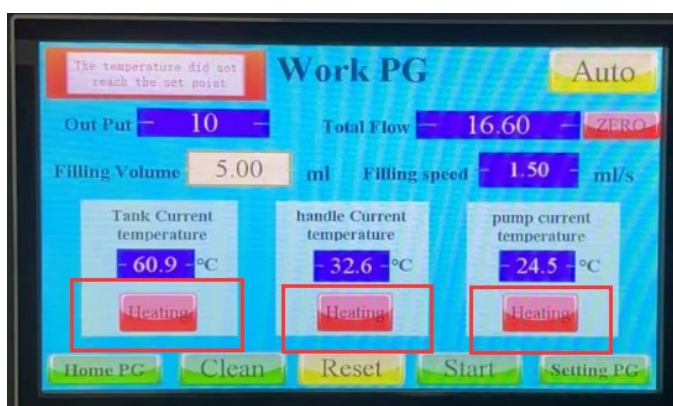 The temperature did not
reach the set point
Work PG
Auto
Out Put
10
Total Flow
16.60
ZERO
Filling Volume
5.00
ml
Filling speed
1.50
ml/s
Tank Current
temperature
60.9
°C
Heating
handle Current
temperature
32.6
°C
Heating
pump current
temperature
24.5
°C
Heating
Home PG
Clean
Reset
Start
Setting PG